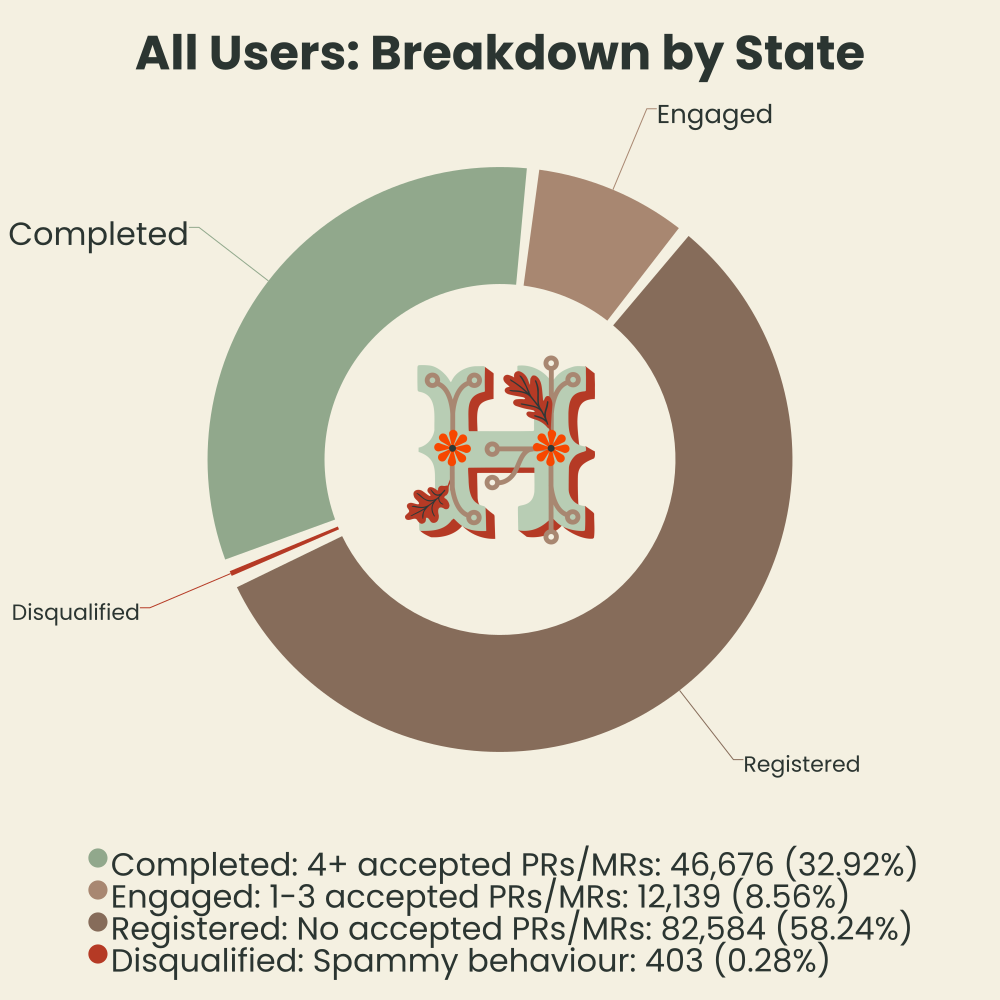 All Users: Breakdown by State
Engaged
Completed
H
Disqualified
Registered
Completed: 4+ accepted PRs/MRs: 46,676 (32.92%)
Engaged: 1-3 accepted PRs/MRs: 12,139 (8.56%)
Registered: No accepted PRs/MRs: 82,584 (58.24%)
Disqualified: Spammy behaviour: 403 (0.28%)